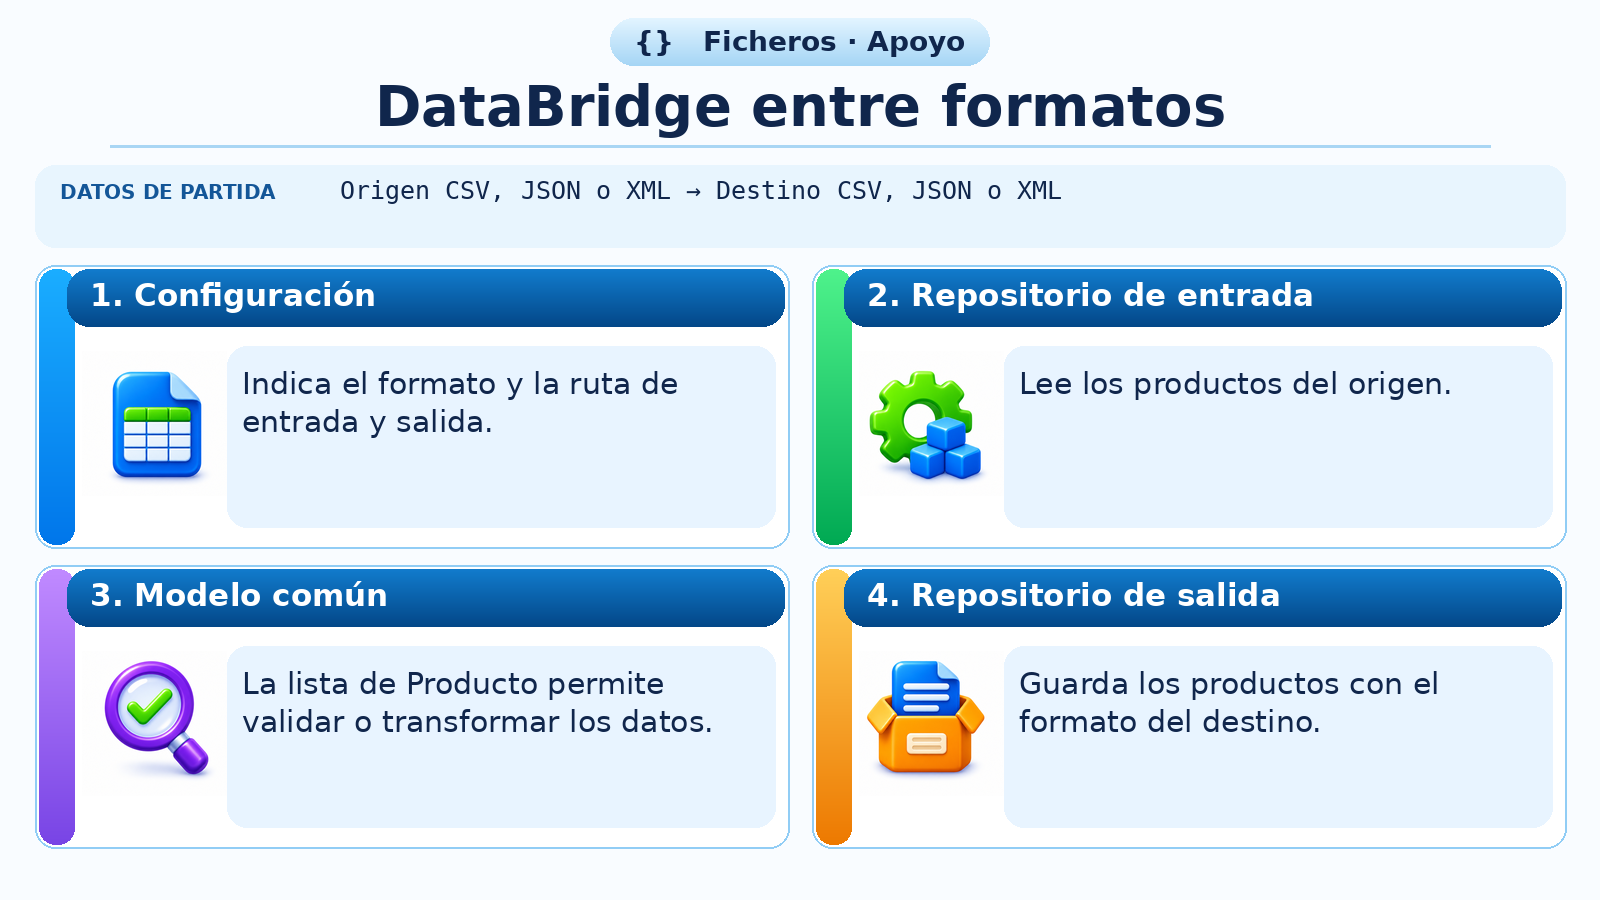 {} Ficheros · Apoyo
DataBridge entre formatos
DATOS DE PARTIDA Origen CSV, JSON o XML → Destino CSV, JSON o XML
1. Configuración
Indica el formato y la ruta de
entrada y salida.
2. Repositorio de entrada
Lee los productos del origen.
3. Modelo común
La lista de Producto permite
validar o transformar los datos.
4. Repositorio de salida
Guarda los productos con el
formato del destino.